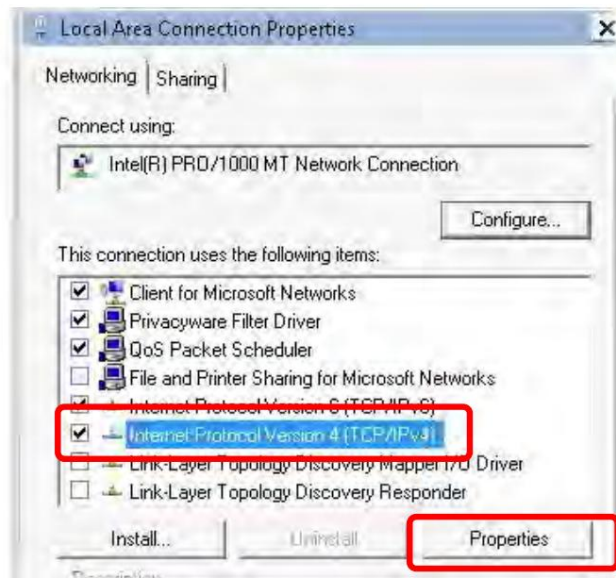 Local Area Connection Properties
Networking
Sharing
Connect using:
Intel(R) PRO/1000 MT Network Connection
Configure...
This connection uses the following items:
Client for Microsoft Networks
Privacyware Filter Driver
QoS Packet Scheduler
File and Printer Sharing for Microsoft Networks
Internet Protocol Version 6 (TCP/IPv6)
Internet Protocol Version 4 (TCP/IPv4)
Link-Layer Topology Discovery Mapper I/O Driver
Link-Layer Topology Discovery Responder
Install...
Uninstall
Properties
Description